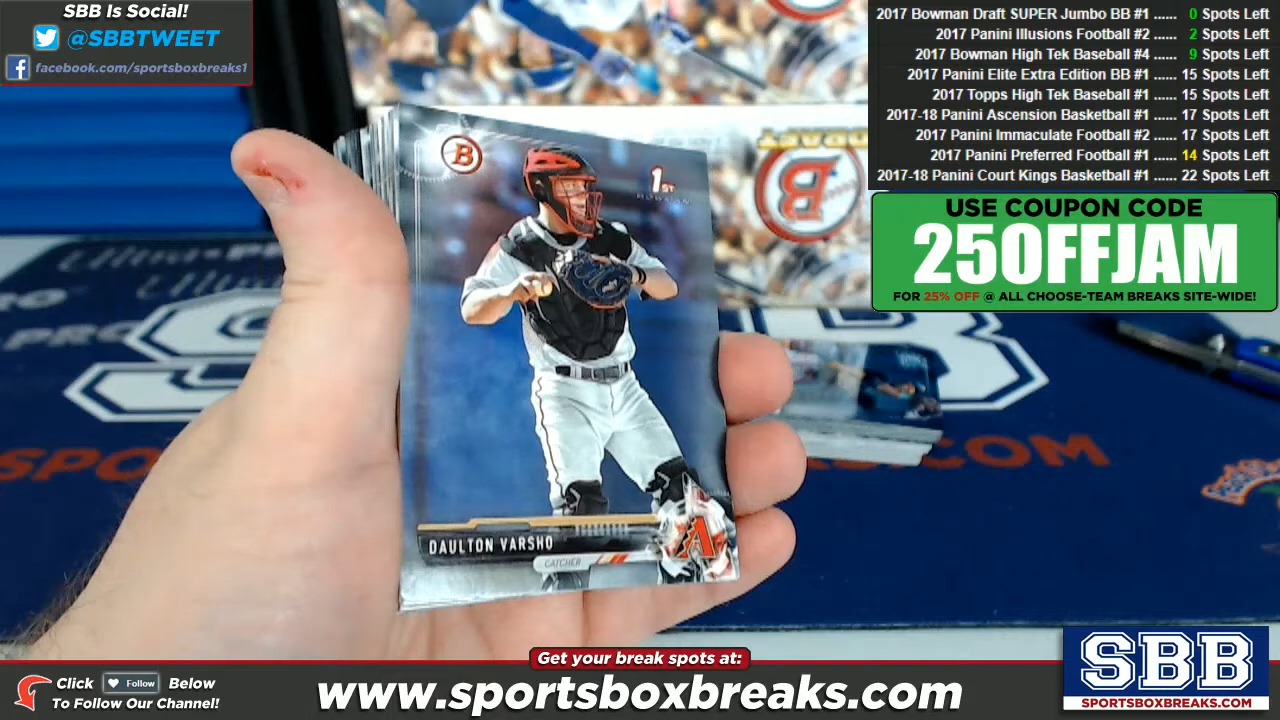 SBB Is Social!
@SBBTWEET
facebook.com/sportsboxbreaks1
2017 Bowman Draft SUPER Jumbo BB #1 ...... 0 Spots Left
2017 Panini Illusions Football #2 ...... 2 Spots Left
2017 Bowman High Tek Baseball #4 ...... 9 Spots Left
2017 Panini Elite Extra Edition BB #1 ...... 15 Spots Left
2017 Topps High Tek Baseball #1 ...... 15 Spots Left
2017-18 Panini Ascension Basketball #1 ...... 17 Spots Left
2017 Panini Immaculate Football #2 ...... 17 Spots Left
2017 Panini Preferred Football #1 ...... 14 Spots Left
2017-18 Panini Court Kings Basketball #1 ...... 22 Spots Left
USE COUPON CODE
25OFFJAM
FOR 25% OFF @ ALL CHOOSE-TEAM BREAKS SITE-WIDE!
DRAFT
B
B
1ST
BOWMAN
DAULTON VARSHO
CATCHER
A
SPO
.COM
Get your break spots at:
www.sportsboxbreaks.com
Click Follow Below
To Follow Our Channel!
SBB
SPORTSBOXBREAKS.COM